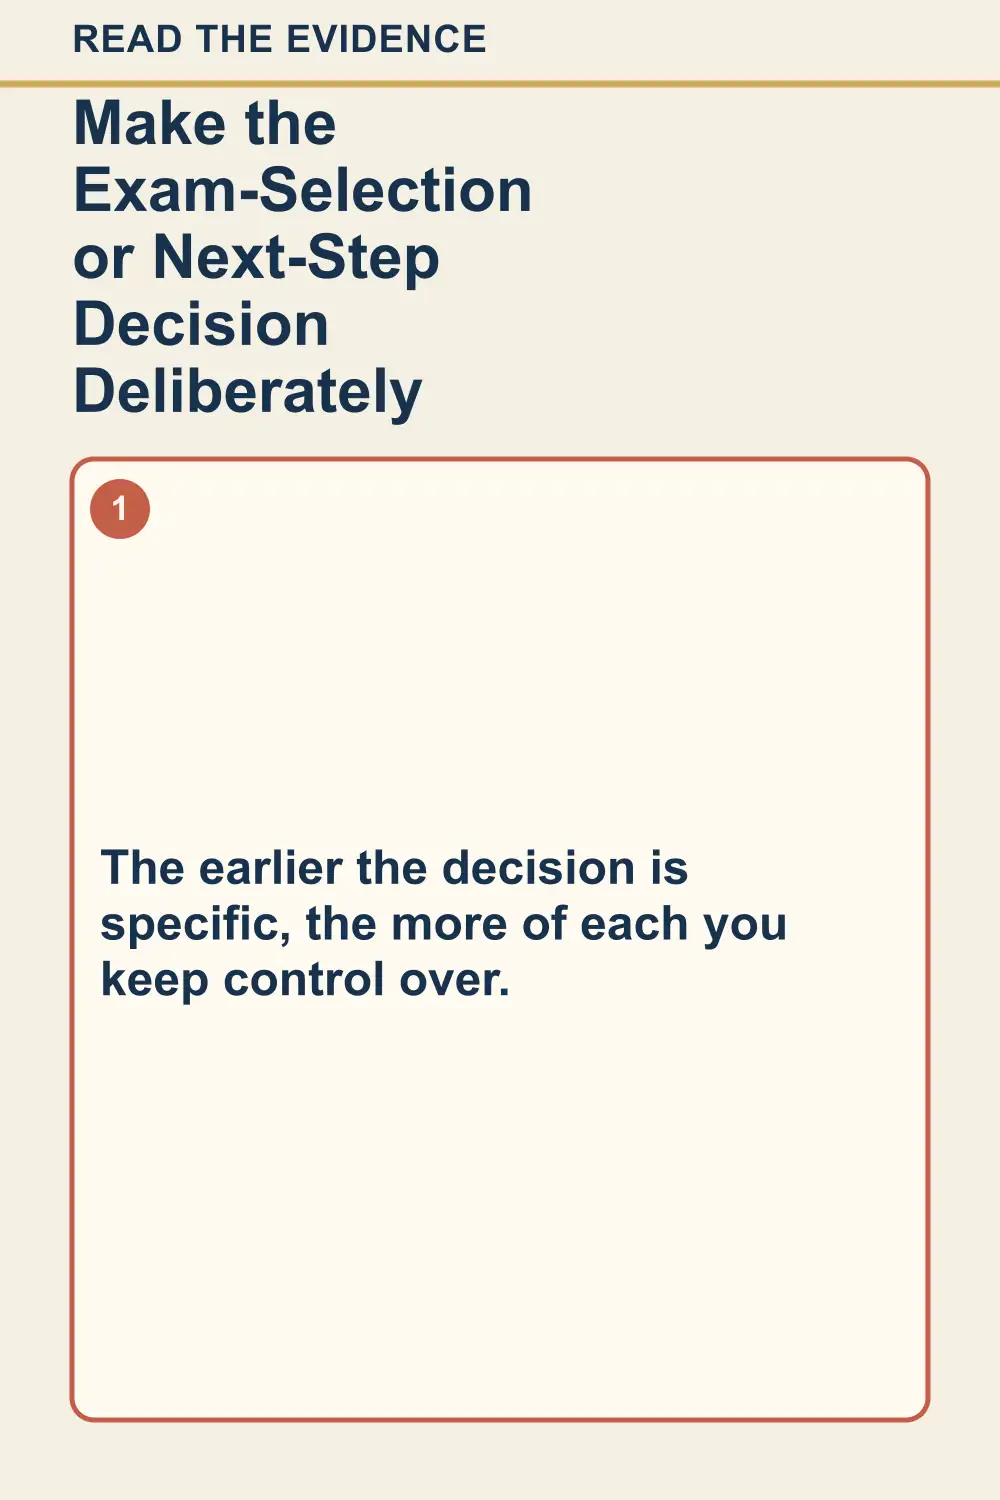 READ THE EVIDENCE
Make the
Exam-Selection
or Next-Step
Decision
Deliberately
1
The earlier the decision is
specific, the more of each you
keep control over.